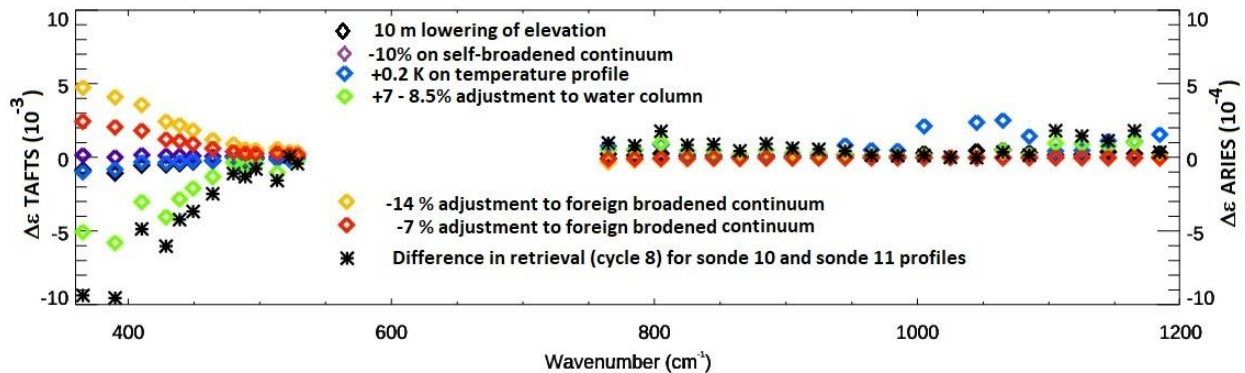 10
5
0
-5
-10
Δε TAFTS (10⁻³)
10 m lowering of elevation
-10% on self-broadened continuum
+0.2 K on temperature profile
+7 - 8.5% adjustment to water column
-14 % adjustment to foreign broadened continuum
-7 % adjustment to foreign brodened continuum
Difference in retrieval (cycle 8) for sonde 10 and sonde 11 profiles
10
5
0
-5
-10
Δε ARIES (10⁻⁴)
400 600 800 1000 1200
Wavenumber (cm⁻¹)